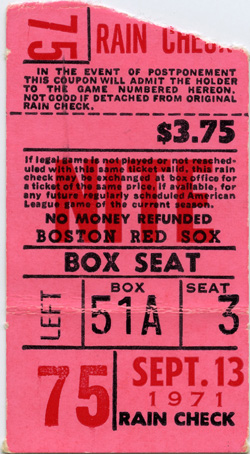 75 RAIN CHECK
IN THE EVENT OF POSTPONEMENT
THIS COUPON WILL ADMIT THE HOLDER
TO THE GAME NUMBERED HEREON.
NOT GOOD IF DETACHED FROM ORIGINAL
RAIN CHECK.
$3.75
If legal game is not played or not resched-
uled with this same ticket valid, this rain
check may be exchanged at box office for
a ticket of the same price, if available, for
any future regularly scheduled American
League game of the current season.
NO MONEY REFUNDED
BOSTON RED SOX
BOX SEAT
LEFT
BOX SEAT
51A 3
75 SEPT. 13
1971
RAIN CHECK